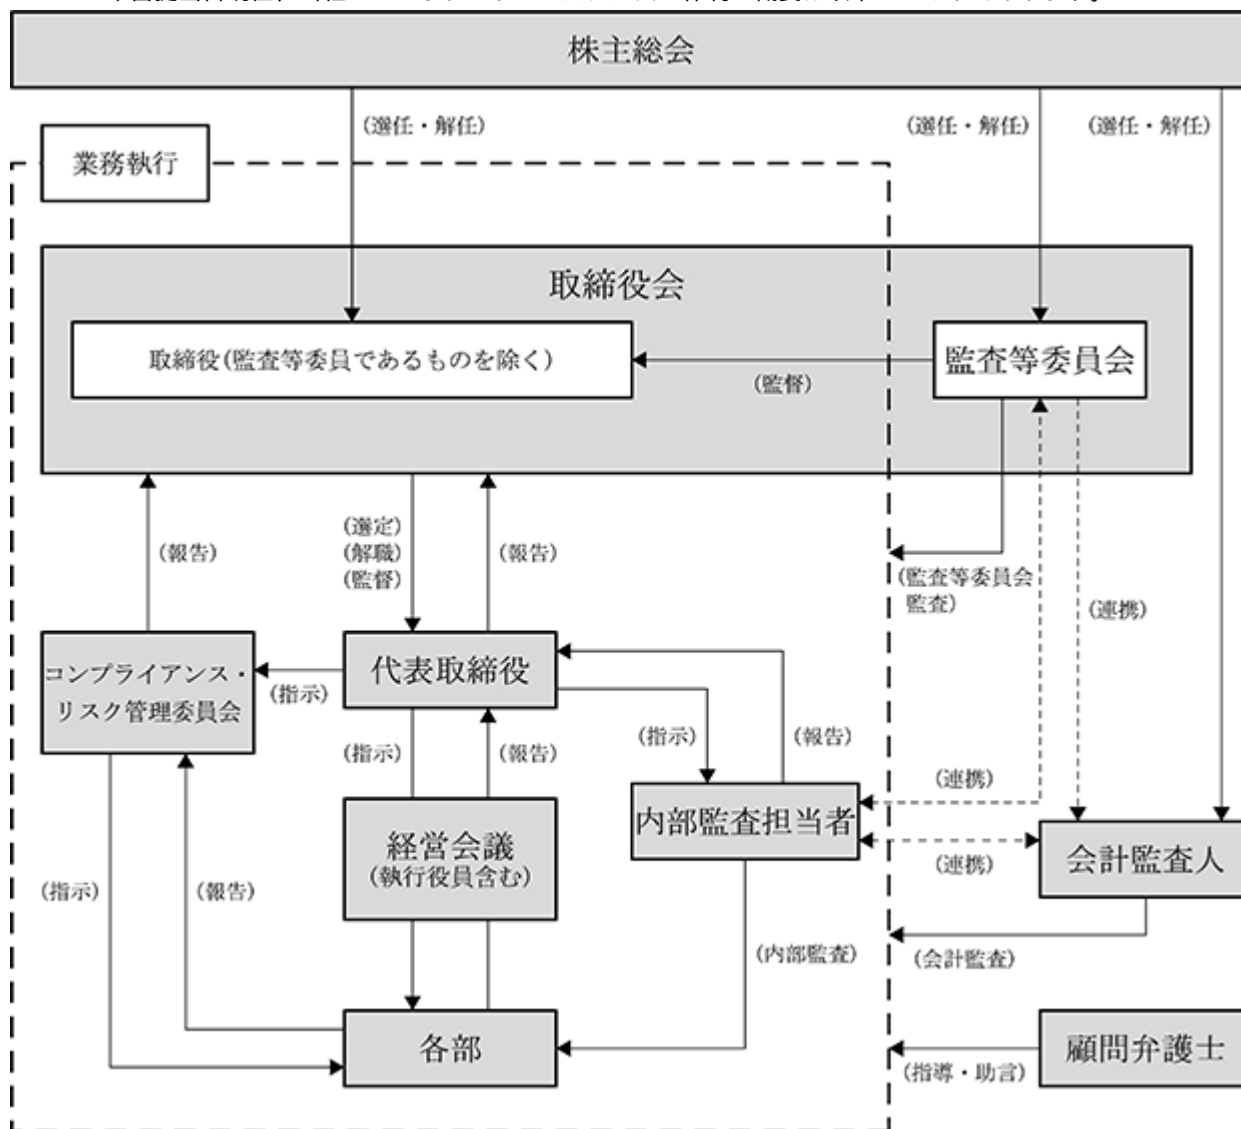 株主総会
(選任・解任)
(選任・解任)
(選任・解任)
業務執行
取締役会
取締役(監査等委員であるものを除く)
監査等委員会
(監督)
(報告)
(選定)
(解職)
(監督)
(報告)
(監査等委員会
監査)
(連携)
コンプライアンス・
リスク管理委員会
(指示)
代表取締役
(指示)
(報告)
(指示)
(報告)
(連携)
内部監査担当者
経営会議
(執行役員含む)
(連携)
会計監査人
(指示)
(報告)
(内部監査)
(会計監査)
各部
顧問弁護士
(指導・助言)